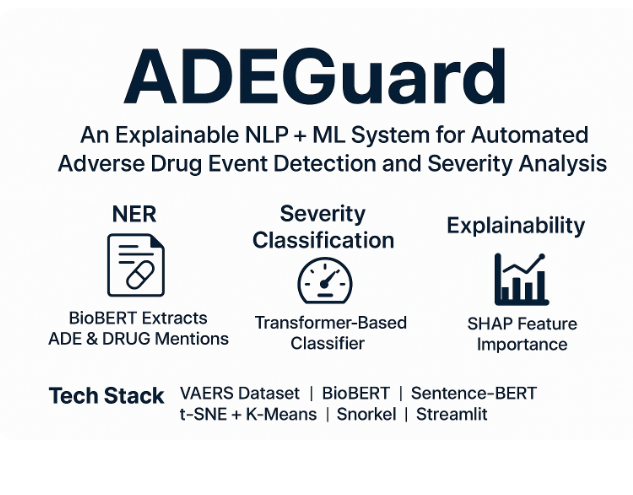 ADEGuard
An Explainable NLP + ML System for Automated
Adverse Drug Event Detection and Severity Analysis
NER
BioBERT Extracts
ADE & DRUG Mentions
Severity
Classification
Transformer-Based
Classifier
Explainability
SHAP Feature
Importance
Tech Stack
VAERS Dataset | BioBERT | Sentence-BERT
t-SNE + K-Means | Snorkel | Streamlit